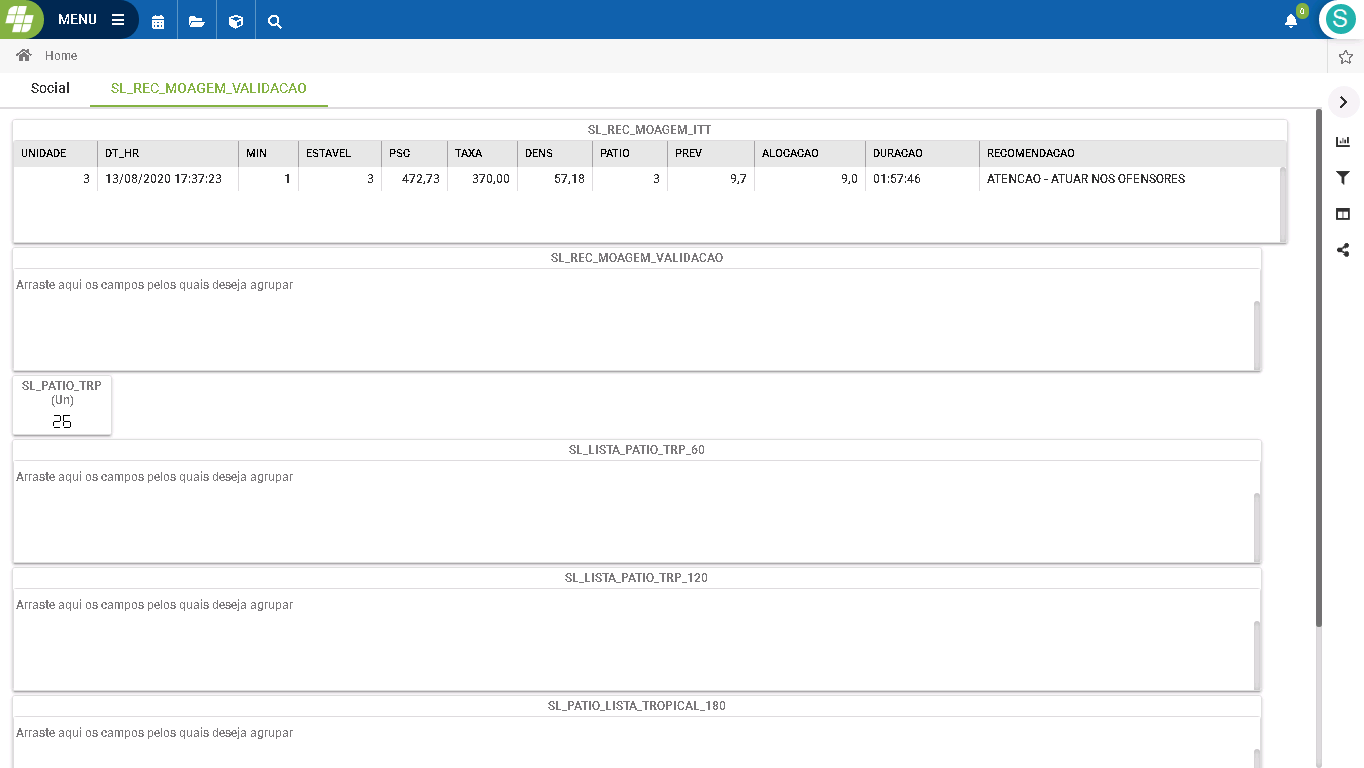 MENU
0
S
Home
Social
SL_REC_MOAGEM_VALIDACAO
SL_REC_MOAGEM_ITT
UNIDADE DT_HR MIN ESTAVEL PSC TAXA DENS PATIO PREV ALOCACAO DURACAO RECOMENDACAO
3 13/08/2020 17:37:23 1 3 472,73 370,00 57,18 3 9,7 9,0 01:57:46 ATENCAO - ATUAR NOS OFENSORES
SL_REC_MOAGEM_VALIDACAO
Arraste aqui os campos pelos quais deseja agrupar
SL_PATIO_TRP
(Un)
26
SL_LISTA_PATIO_TRP_60
Arraste aqui os campos pelos quais deseja agrupar
SL_LISTA_PATIO_TRP_120
Arraste aqui os campos pelos quais deseja agrupar
SL_PATIO_LISTA_TROPICAL_180
Arraste aqui os campos pelos quais deseja agrupar